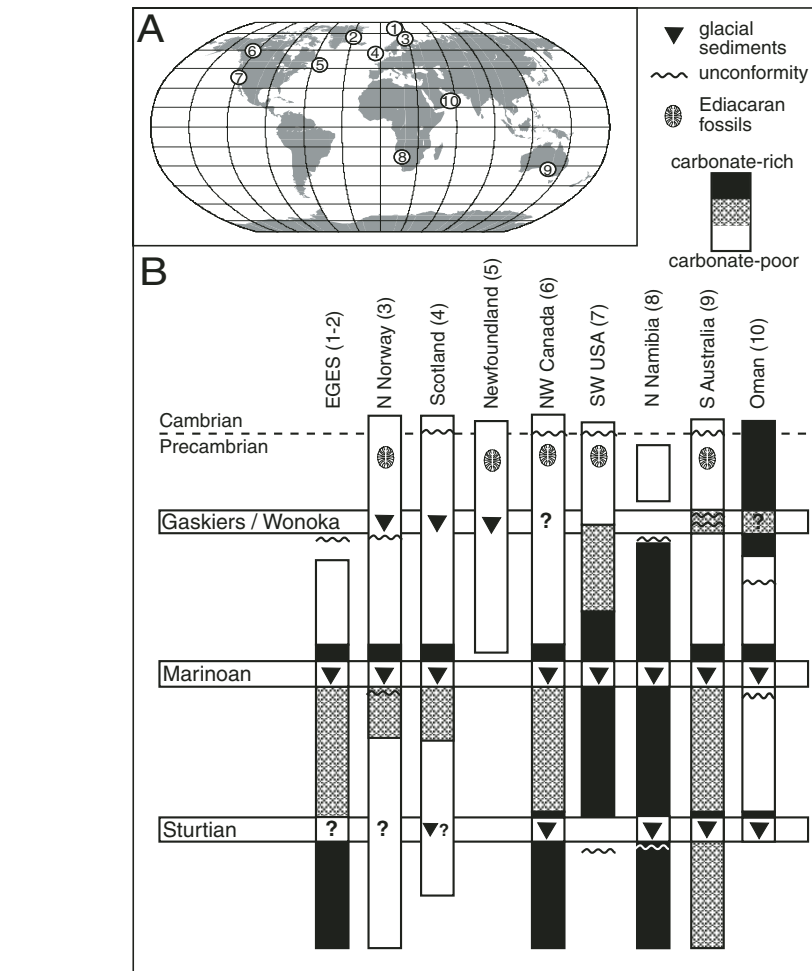 A
1
2
3
4
5
6
7
8
9
10
glacial
sediments
unconformity
Ediacaran
fossils
carbonate-rich
carbonate-poor
B
EGES (1-2)
N Norway (3)
Scotland (4)
Newfoundland (5)
NW Canada (6)
SW USA (7)
N Namibia (8)
S Australia (9)
Oman (10)
Cambrian
Precambrian
Gaskiers / Wonoka
?
?
Marinoan
Sturtian
?
?
?